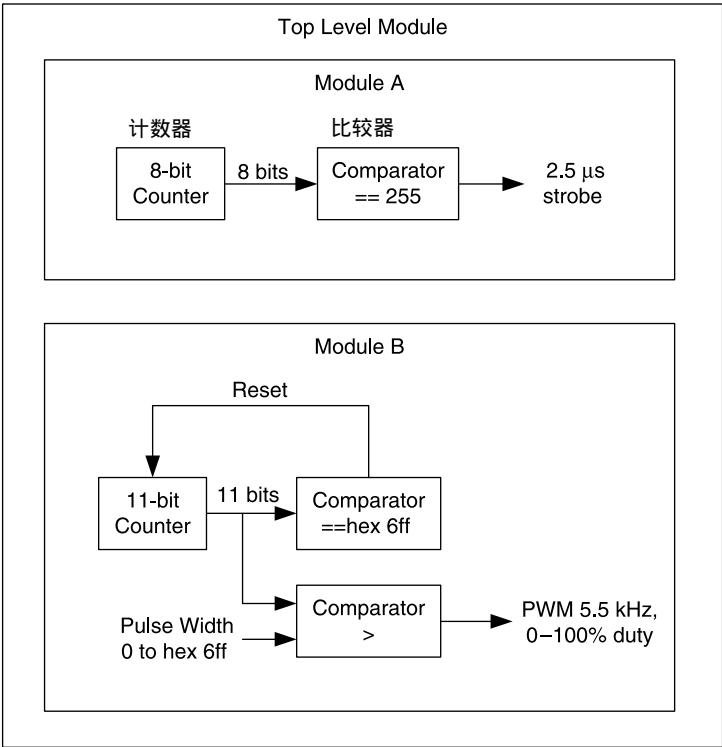 Top Level Module
Module A
计数器
比较器
8-bit
Counter
8 bits
Comparator
== 255
2.5 μs
strobe
Module B
Reset
11-bit
Counter
11 bits
Comparator
==hex 6ff
Pulse Width
0 to hex 6ff
Comparator
>
PWM 5.5 kHz,
0–100% duty